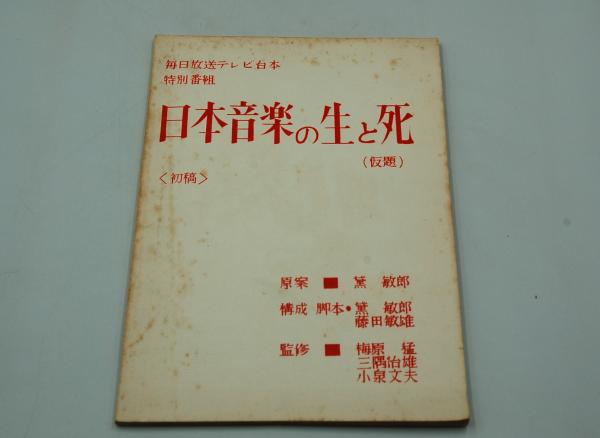 毎日放送テレビ台本
特別番組
日本音楽の生と死
(仮題)
<初稿>
原案 ■ 黛 敏郎
構成 脚本・黛 敏郎
藤田敏雄
監修 ■ 梅原 猛
三隅治雄
小泉文夫